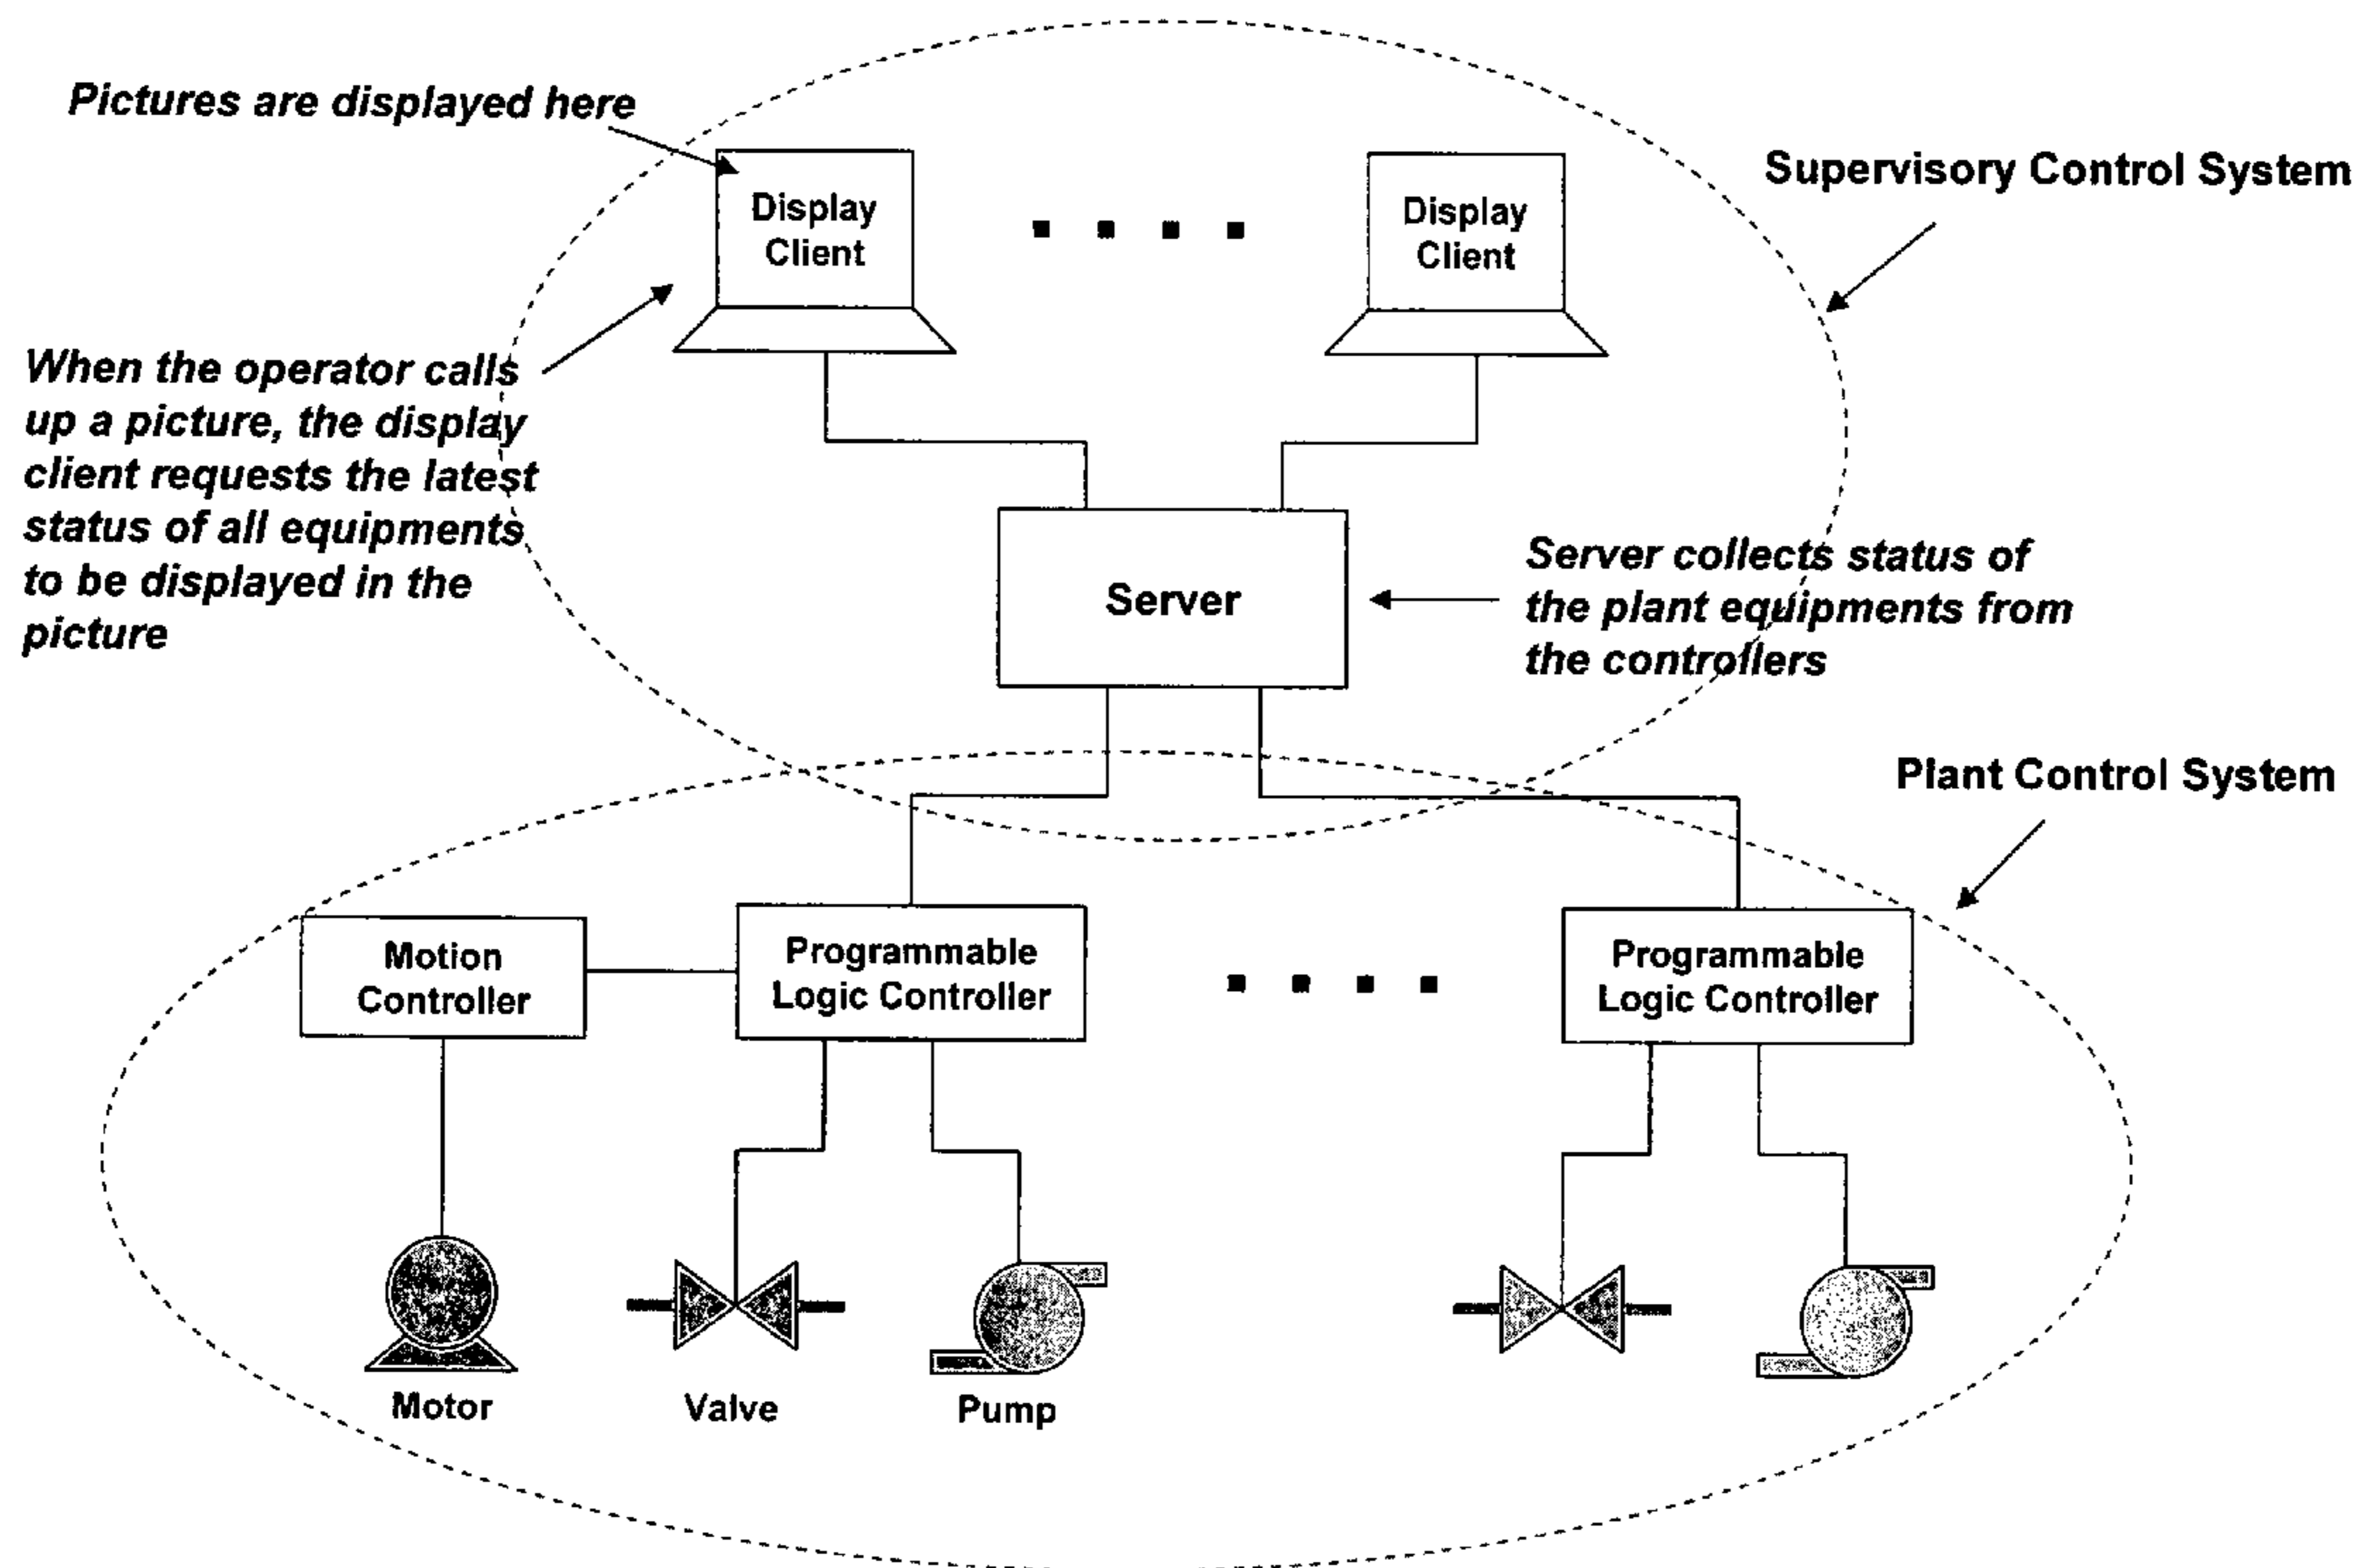 Pictures are displayed here
Display
Client
Display
Client
Supervisory Control System
When the operator calls
up a picture, the display
client requests the latest
status of all equipments
to be displayed in the
picture
Server
Server collects status of
the plant equipments from
the controllers
Plant Control System
Motion
Controller
Programmable
Logic Controller
Programmable
Logic Controller
Motor
Valve
Pump